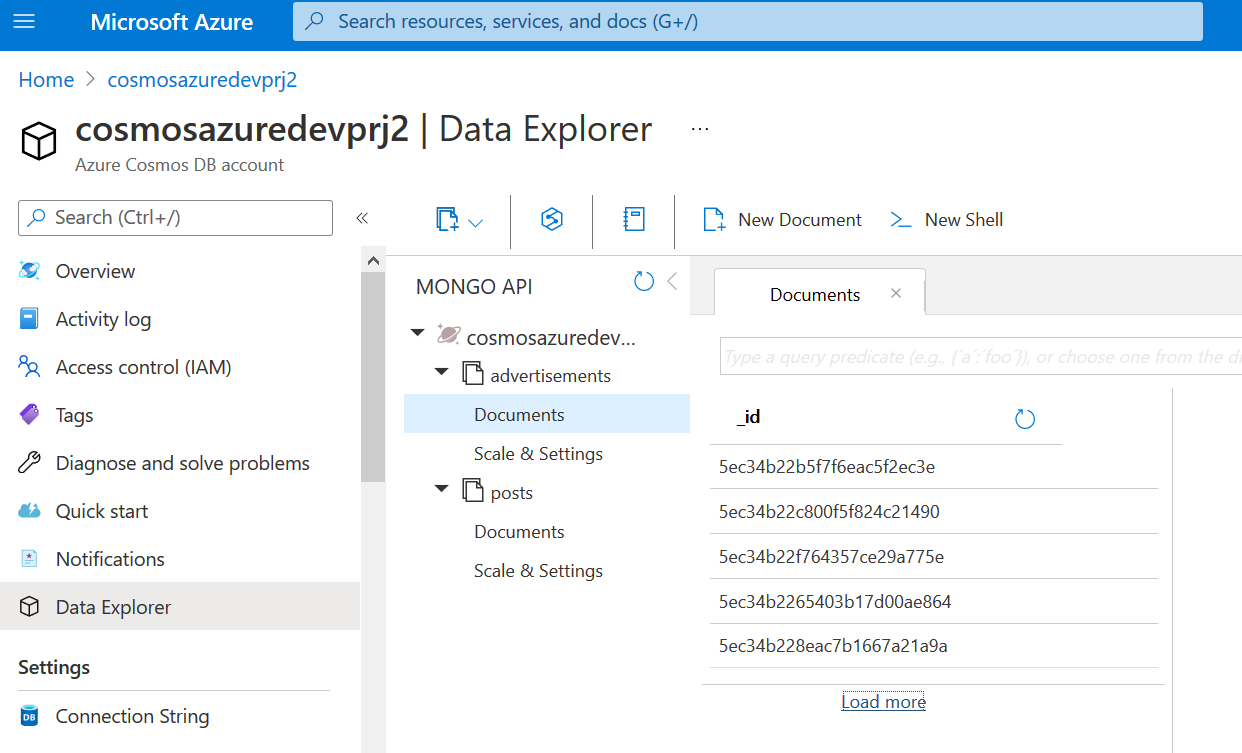 Microsoft Azure
Search resources, services, and docs (G+/)
Home > cosmosazuredevprj2
cosmosazuredevprj2 | Data Explorer ...
Azure Cosmos DB account
Search (Ctrl+/)
«
Overview
Activity log
Access control (IAM)
Tags
Diagnose and solve problems
Quick start
Notifications
Data Explorer
Settings
DB
Connection String
New Document
New Shell
MONGO API
cosmosazuredev...
advertisements
Documents
Scale & Settings
posts
Documents
Scale & Settings
Documents
Type a query predicate (e.g., {´a´:´foo´}), or choose one from the
_id
5ec34b22b5f7f6eac5f2ec3e
5ec34b22c800f5f824c21490
5ec34b22f764357ce29a775e
5ec34b2265403b17d00ae864
5ec34b228eac7b1667a21a9a
Load more